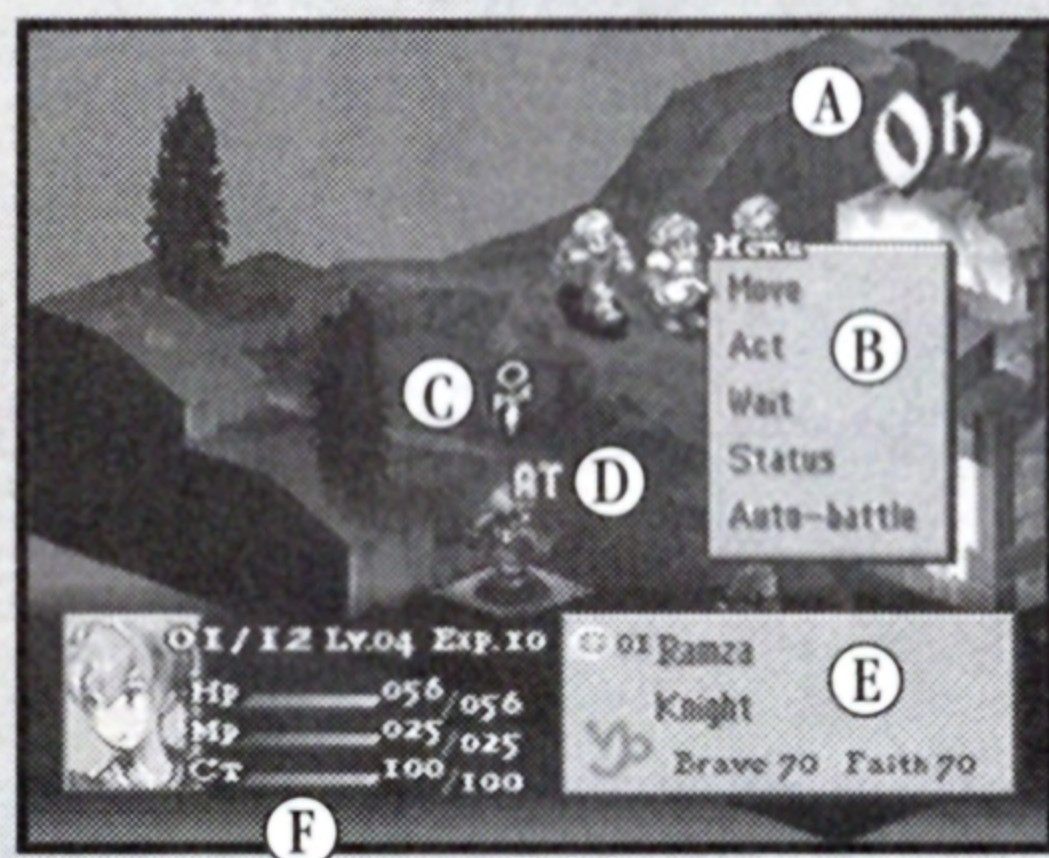 A
Oh
Menu
Move
Act
B
Wait
Status
Auto-battle
C
AT
D
01/12 Lv.04 Exp.10
Hp 056/056
Mp 025/025
CT 100/100
01 Ramza
Knight
Brave 70 Faith 70
E
F